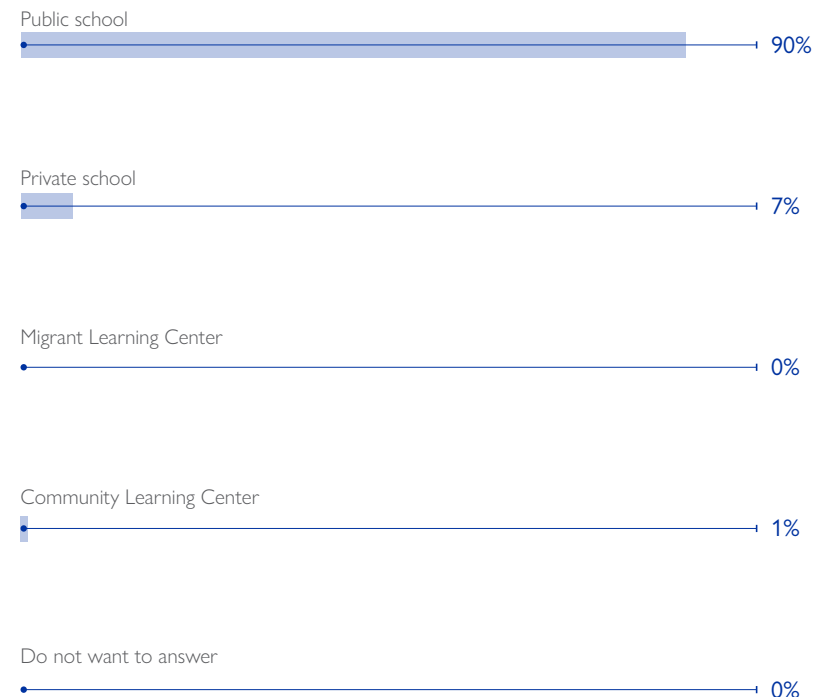 Public school
90%
Private school
7%
Migrant Learning Center
0%
Community Learning Center
1%
Do not want to answer
0%